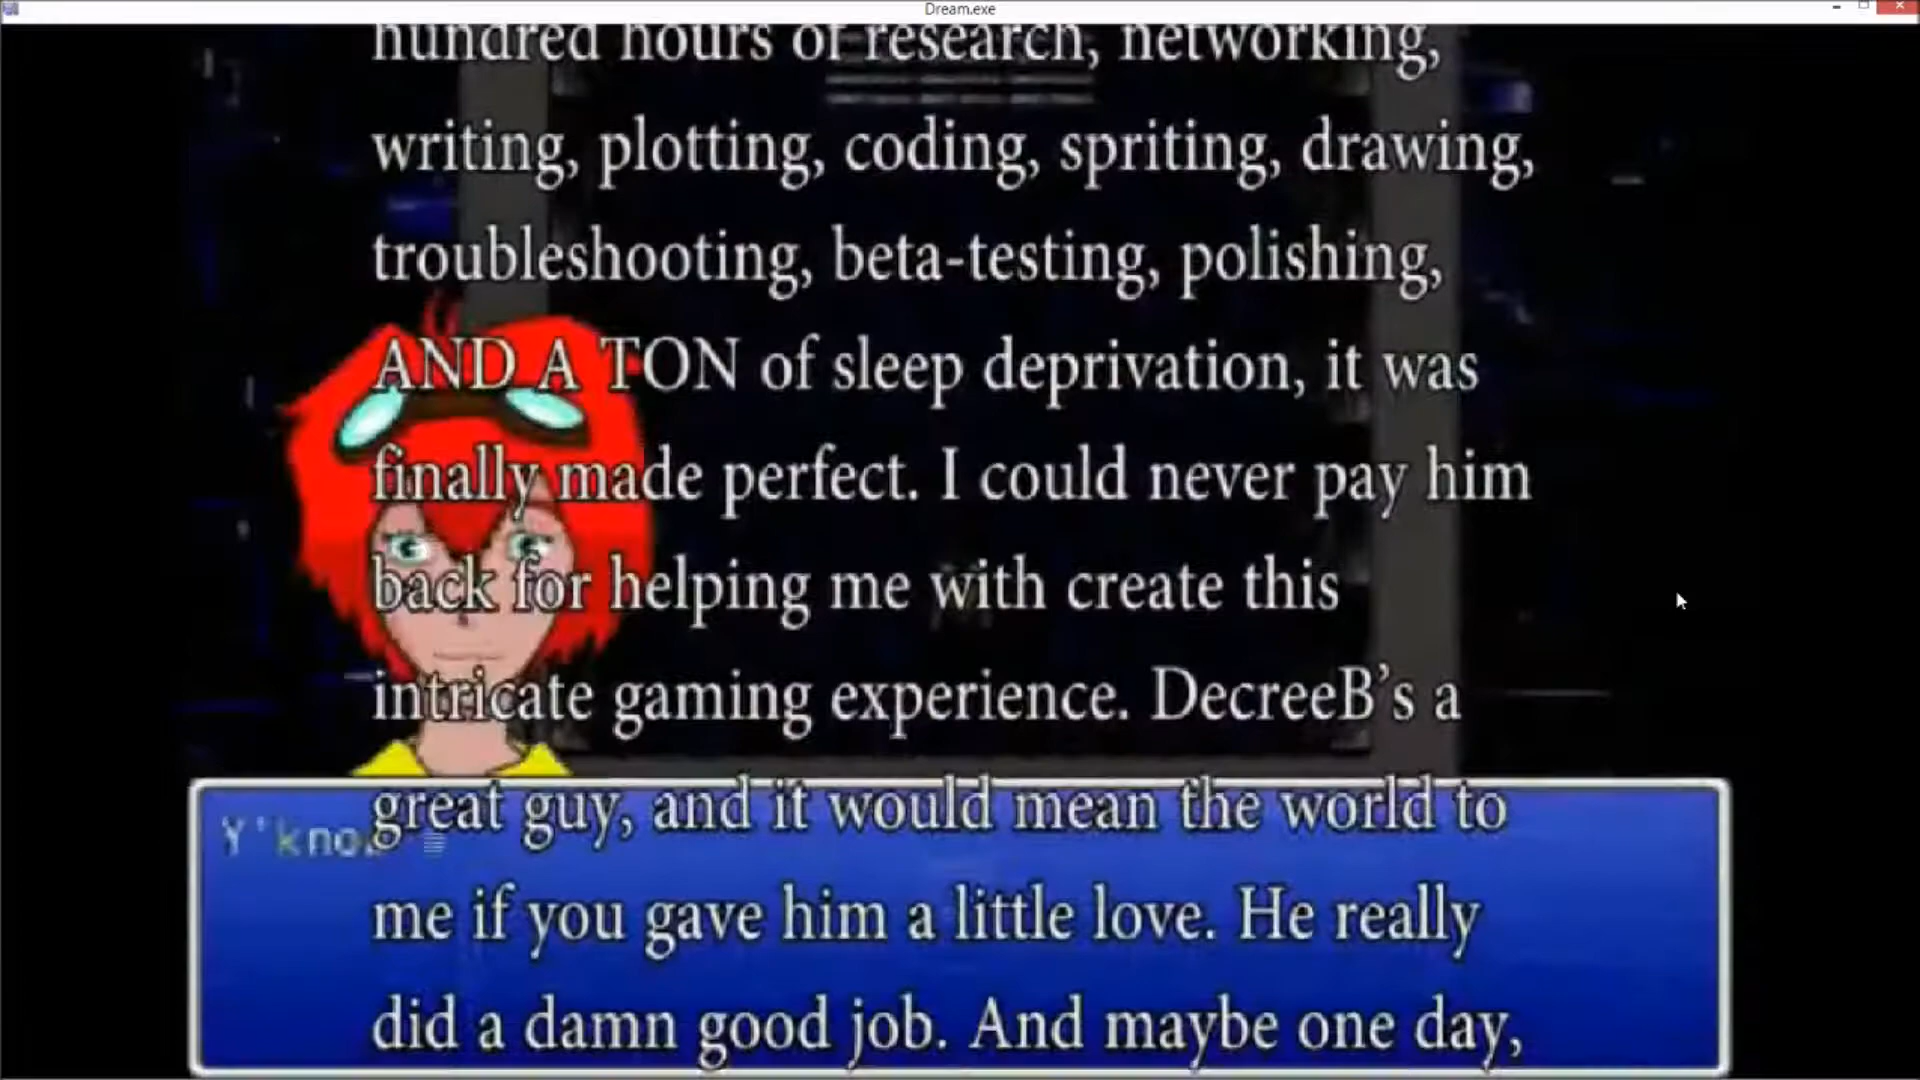 Dream.exe
hundred hours of research, networking,
writing, plotting, coding, spriting, drawing,
troubleshooting, beta-testing, polishing,
AND A TON of sleep deprivation, it was
finally made perfect. I could never pay him
back for helping me with create this
intricate gaming experience. DecreeB’s a
great guy, and it would mean the world to
me if you gave him a little love. He really
did a damn good job. And maybe one day,